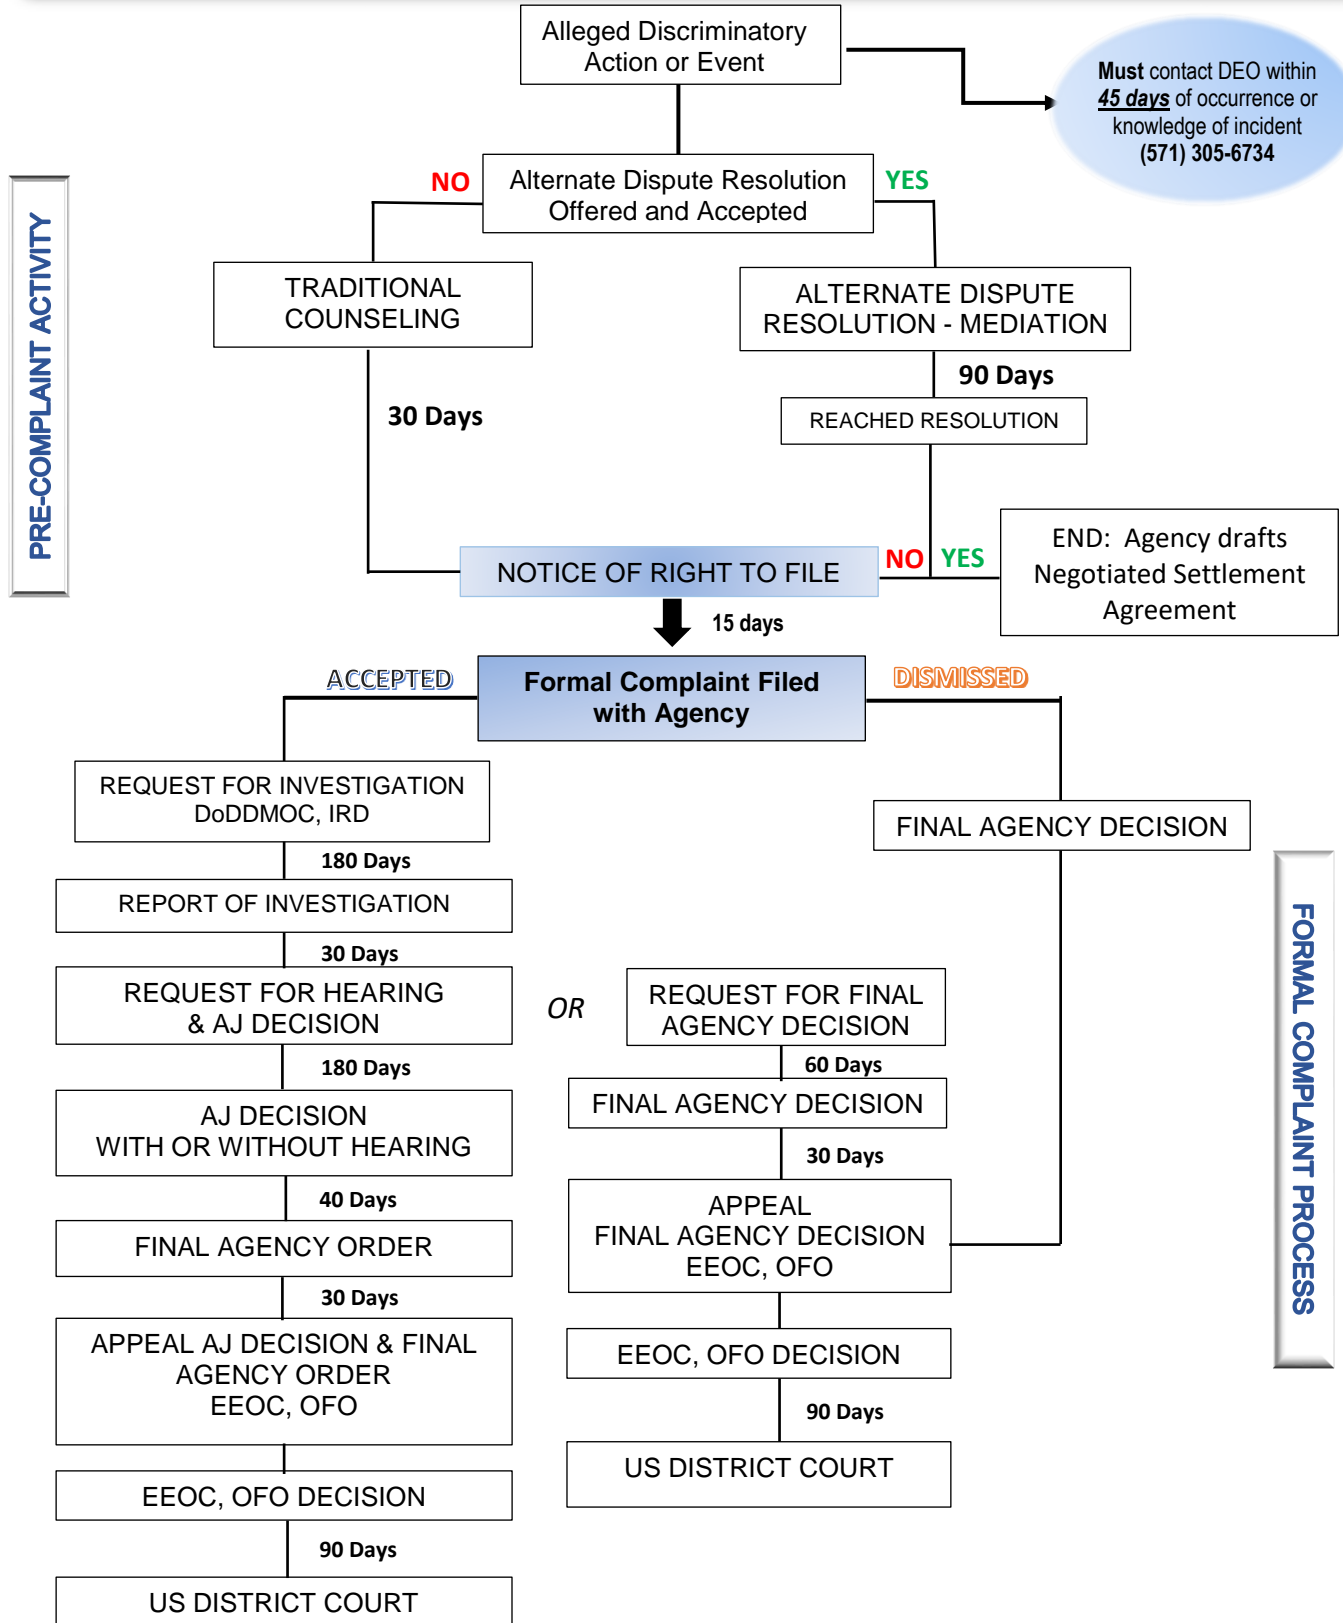 Alleged Discriminatory
Action or Event
Must contact DEO within
45 days of occurrence or
knowledge of incident
(571) 305-6734
NO
Alternate Dispute Resolution
Offered and Accepted
YES
PRE-COMPLAINT ACTIVITY
TRADITIONAL
COUNSELING
ALTERNATE DISPUTE
RESOLUTION - MEDIATION
90 Days
30 Days
REACHED RESOLUTION
NOTICE OF RIGHT TO FILE
NO
YES
END: Agency drafts
Negotiated Settlement
Agreement
15 days
ACCEPTED
Formal Complaint Filed
with Agency
DISMISSED
REQUEST FOR INVESTIGATION
DoDDMOC, IRD
FINAL AGENCY DECISION
180 Days
REPORT OF INVESTIGATION
30 Days
REQUEST FOR HEARING
& AJ DECISION
OR
REQUEST FOR FINAL
AGENCY DECISION
FORMAL COMPLAINT PROCESS
180 Days
60 Days
AJ DECISION
WITH OR WITHOUT HEARING
FINAL AGENCY DECISION
30 Days
40 Days
APPEAL
FINAL AGENCY DECISION
EEOC, OFO
FINAL AGENCY ORDER
30 Days
APPEAL AJ DECISION & FINAL
AGENCY ORDER
EEOC, OFO
EEOC, OFO DECISION
90 Days
US DISTRICT COURT
EEOC, OFO DECISION
90 Days
US DISTRICT COURT